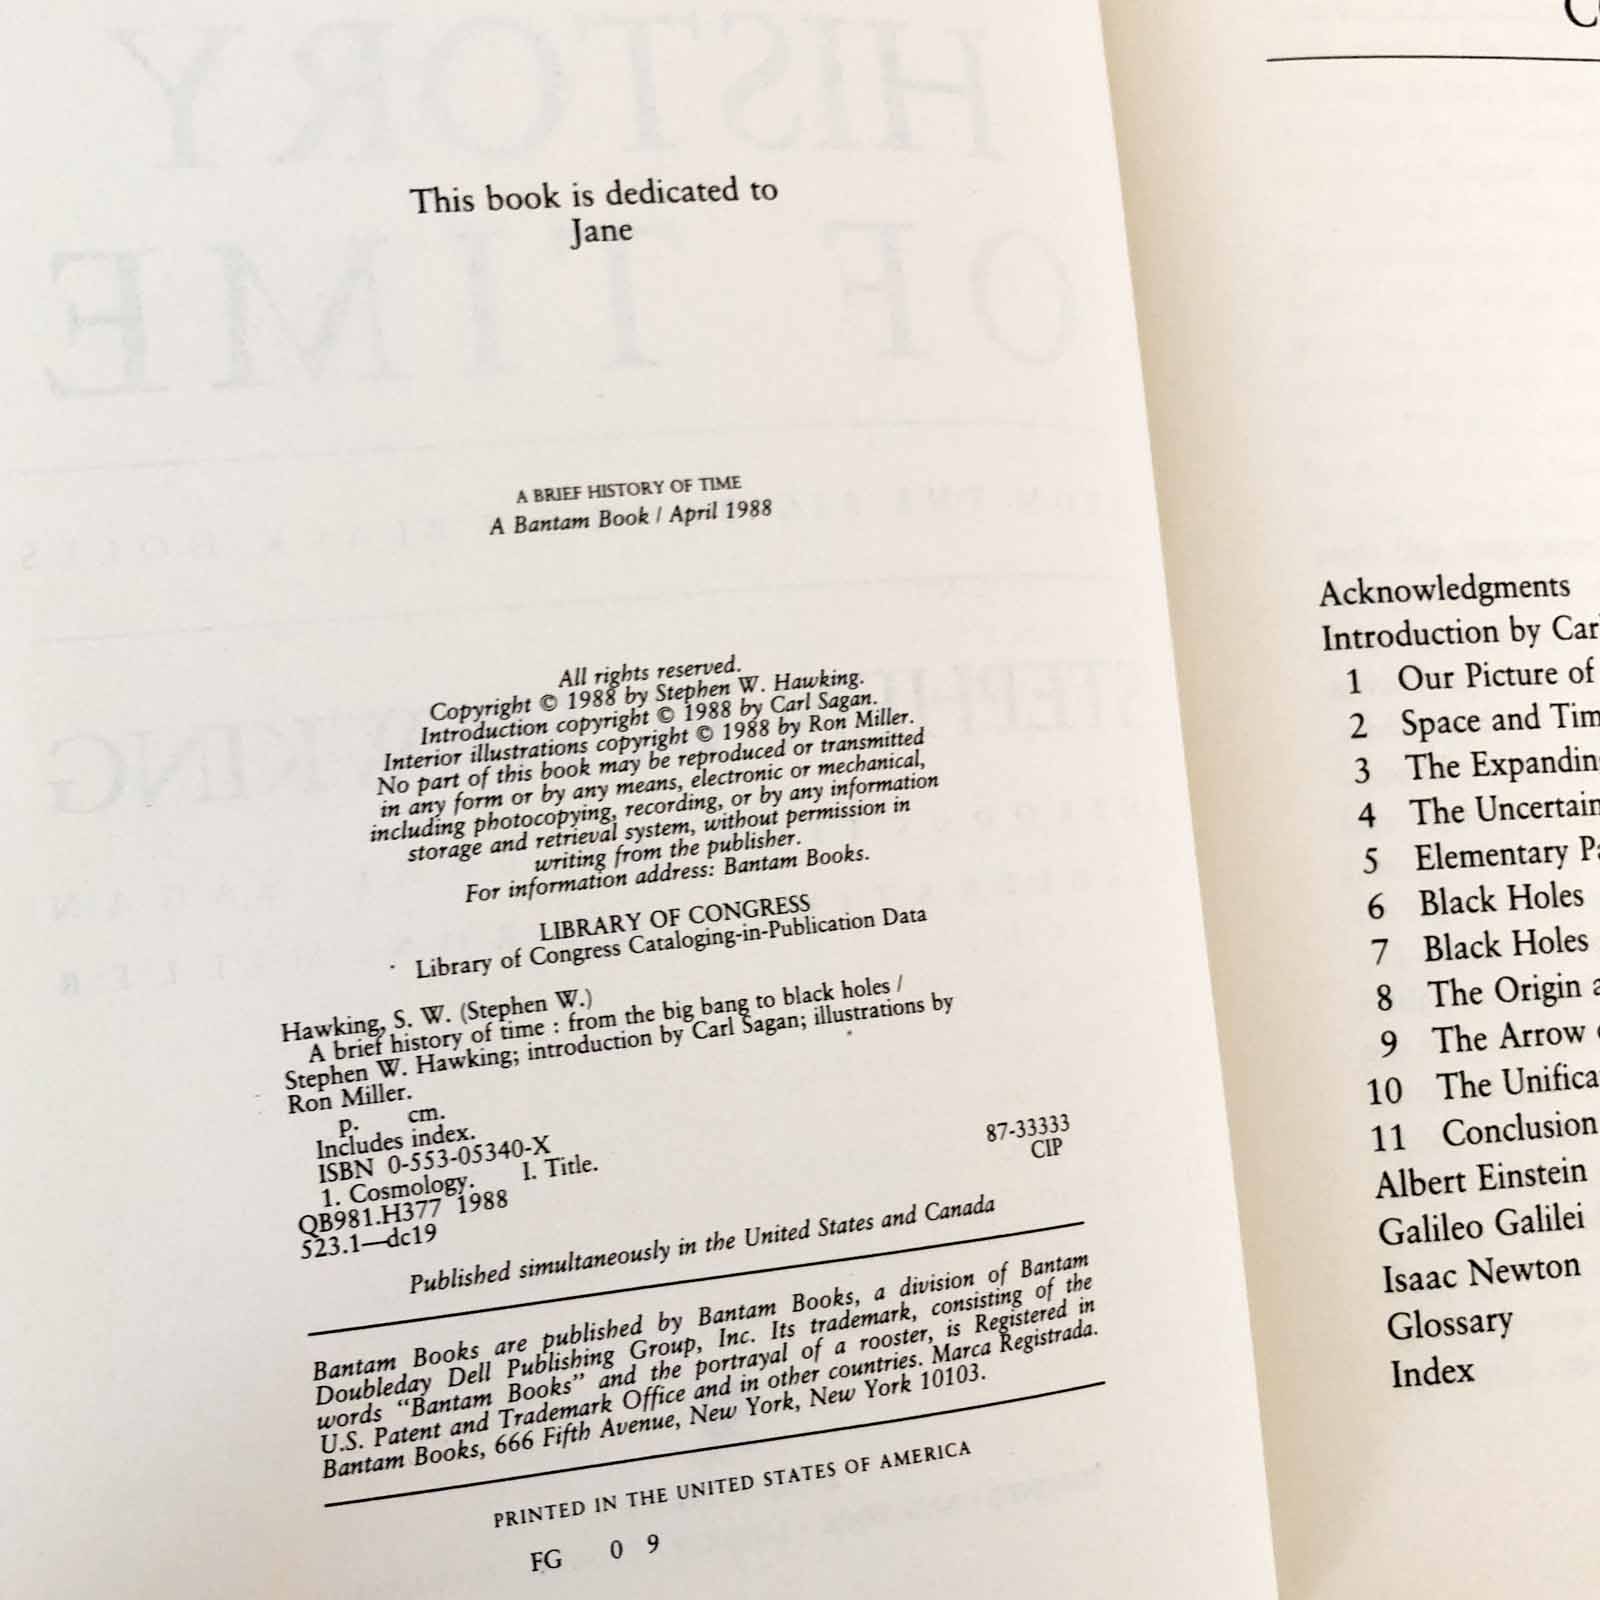 This book is dedicated to
Jane
A BRIEF HISTORY OF TIME
A Bantam Book / April 1988
All rights reserved.
Copyright © 1988 by Stephen W. Hawking.
Introduction copyright © 1988 by Carl Sagan.
Interior illustrations copyright © 1988 by Ron Miller.
No part of this book may be reproduced or transmitted
in any form or by any means, electronic or mechanical,
including photocopying, recording, or by any information
storage and retrieval system, without permission in
writing from the publisher.
For information address: Bantam Books.
LIBRARY OF CONGRESS
Library of Congress Cataloging-in-Publication Data
Hawking, S. W. (Stephen W.)
A brief history of time : from the big bang to black holes /
Stephen W. Hawking; introduction by Carl Sagan; illustrations by
Ron Miller.
p. cm.
Includes index.
ISBN 0-553-05340-X
1. Cosmology. I. Title.
QB981.H377 1988
523.1—dc19
87-33333
CIP
Published simultaneously in the United States and Canada
Bantam Books are published by Bantam Books, a division of Bantam
Doubleday Dell Publishing Group, Inc. Its trademark, consisting of the
words "Bantam Books" and the portrayal of a rooster, is Registered in
U.S. Patent and Trademark Office and in other countries. Marca Registrada.
Bantam Books, 666 Fifth Avenue, New York, New York 10103.
PRINTED IN THE UNITED STATES OF AMERICA
FG 0 9
Acknowledgments
Introduction by Car
1 Our Picture of
2 Space and Tim
3 The Expanding
4 The Uncertain
5 Elementary Pa
6 Black Holes
7 Black Holes
8 The Origin a
9 The Arrow
10 The Unifica
11 Conclusion
Albert Einstein
Galileo Galilei
Isaac Newton
Glossary
Index